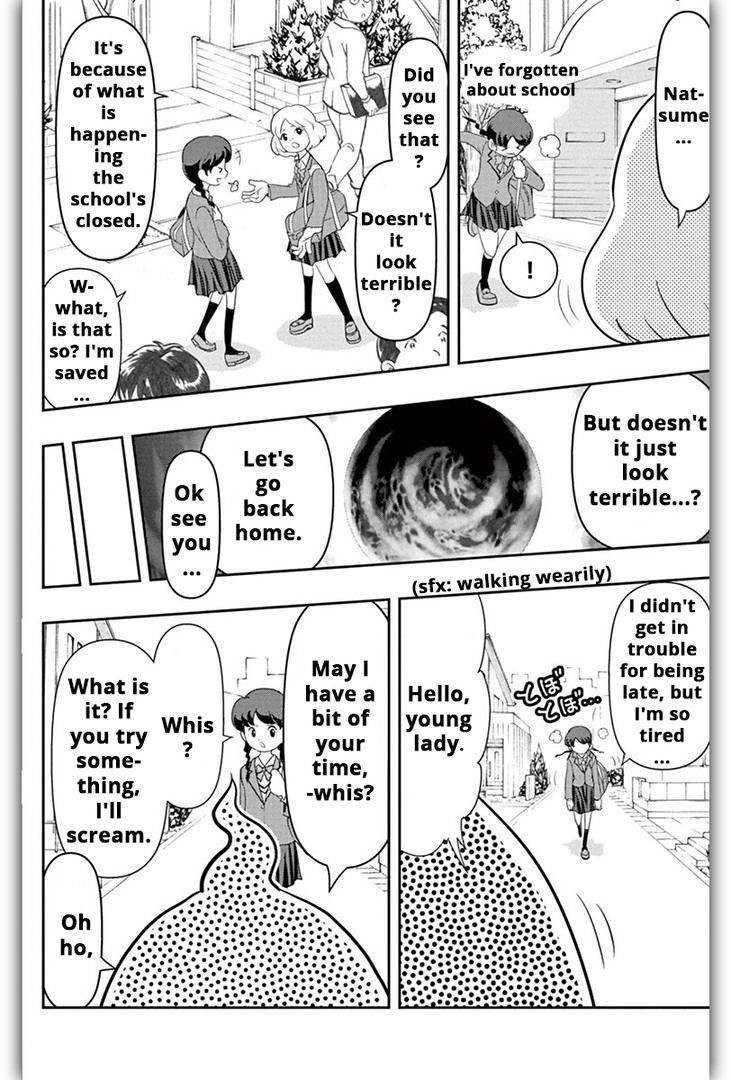 Nat-
sume
...
I've forgotten
about school
!
Did
you
see
that
?
Doesn't
it
look
terrible
?
It's
because
of what
is
happen-
ing
the
school's
closed.
W-
what,
is that
so? I'm
saved
...
But doesn't
it just
look
terrible...?
Let's
go
back
home.
Ok
see
you
...
(sfx: walking wearily)
I didn't
get in
trouble
for being
late, but
I'm so
tired
...
とぼ
とぼ...
Hello,
young
lady.
May I
have a
bit of
your
time,
-whis?
Whis
?
What is
it? If
you try
some-
thing,
I'll
scream.
Oh
ho,